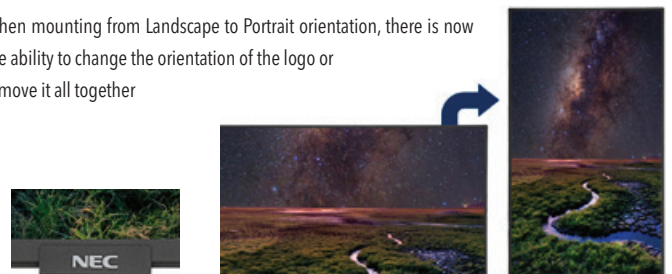 hen mounting from Landscape to Portrait orientation, there is now
e ability to change the orientation of the logo or
move it all together
NEC